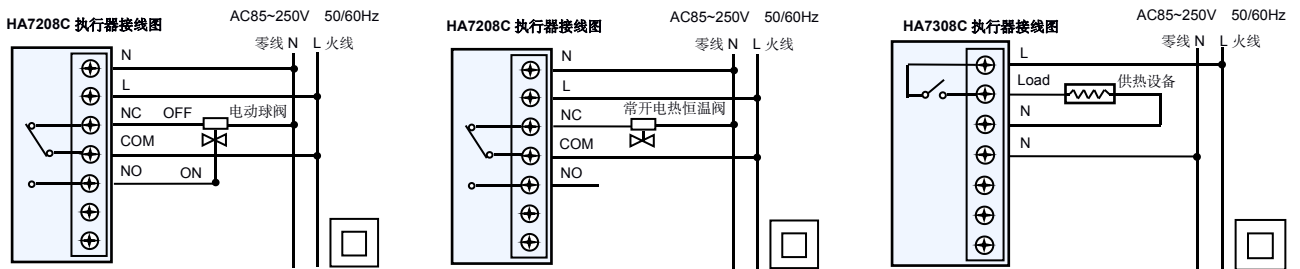 HA7208C 执行器接线图
AC85~250V 50/60Hz
零线 N L 火线
N
L
NC OFF 电动球阀
COM
NO ON
HA7208C 执行器接线图
AC85~250V 50/60Hz
零线 N L 火线
N
L
NC 常开电热恒温阀
COM
NO
HA7308C 执行器接线图
AC85~250V 50/60Hz
零线 N L 火线
L
Load 供热设备
N
N